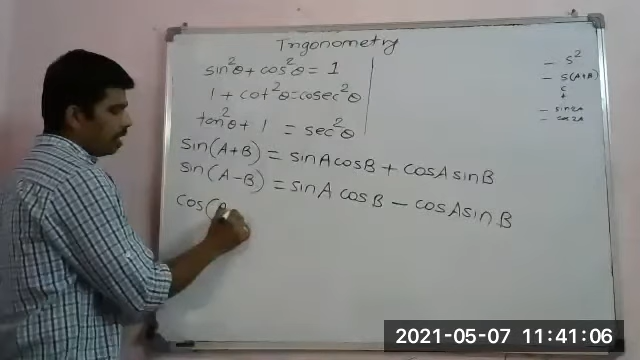 Trigonometry
sin²θ + cos²θ = 1
1 + cot²θ = cosec²θ
tan²θ + 1 = sec²θ
sin(A+B) = sinA cosB + cosA sinB
sin(A−B) = sinA cosB − cosA sinB
cos(A
– S²
– S(A+B)
– sin2A
– cos2A
2021-05-07 11:41:06